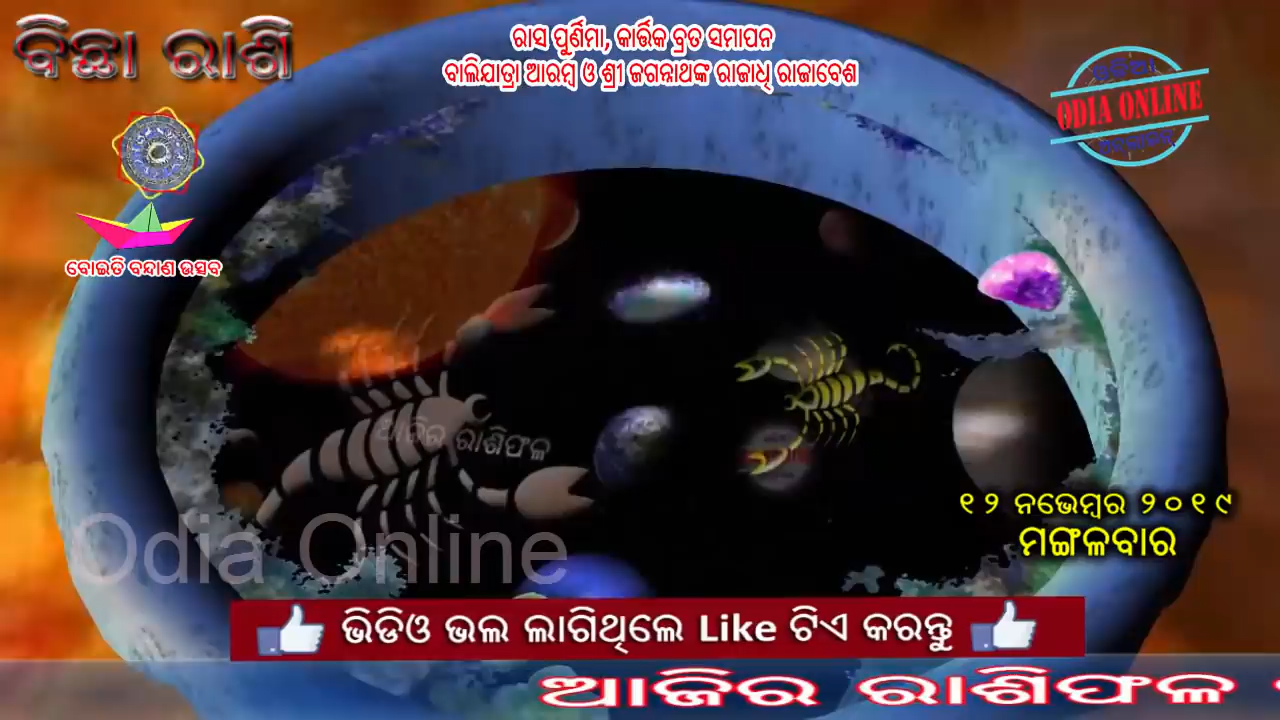 ବିଛା ରାଶି
ରାସ ପୁର୍ଣିମା, କାର୍ତ୍ତିକ ବ୍ରତ ସମାପନ
ବାଲିଯାତ୍ରା ଆରମ୍ବ ଓ ଶ୍ରୀ ଜଗନ୍ନାଥଙ୍କ ରାଜାଧି ରାଜାବେଶ
ODIA ONLINE
ବୋଇତି ବନ୍ଦାଣ ଉତ୍ସବ
ଆଜିର ରାଶିଫଳ
୧୨ ନଭେମ୍ବର ୨୦୧୯
ମଙ୍ଗଳବାର
Odia Online
ଭିଡିଓ ଭଲ ଲାଗିଥିଲେ Like ଟିଏ କରନ୍ତୁ
ଆଜିର ରାଶିଫଳ